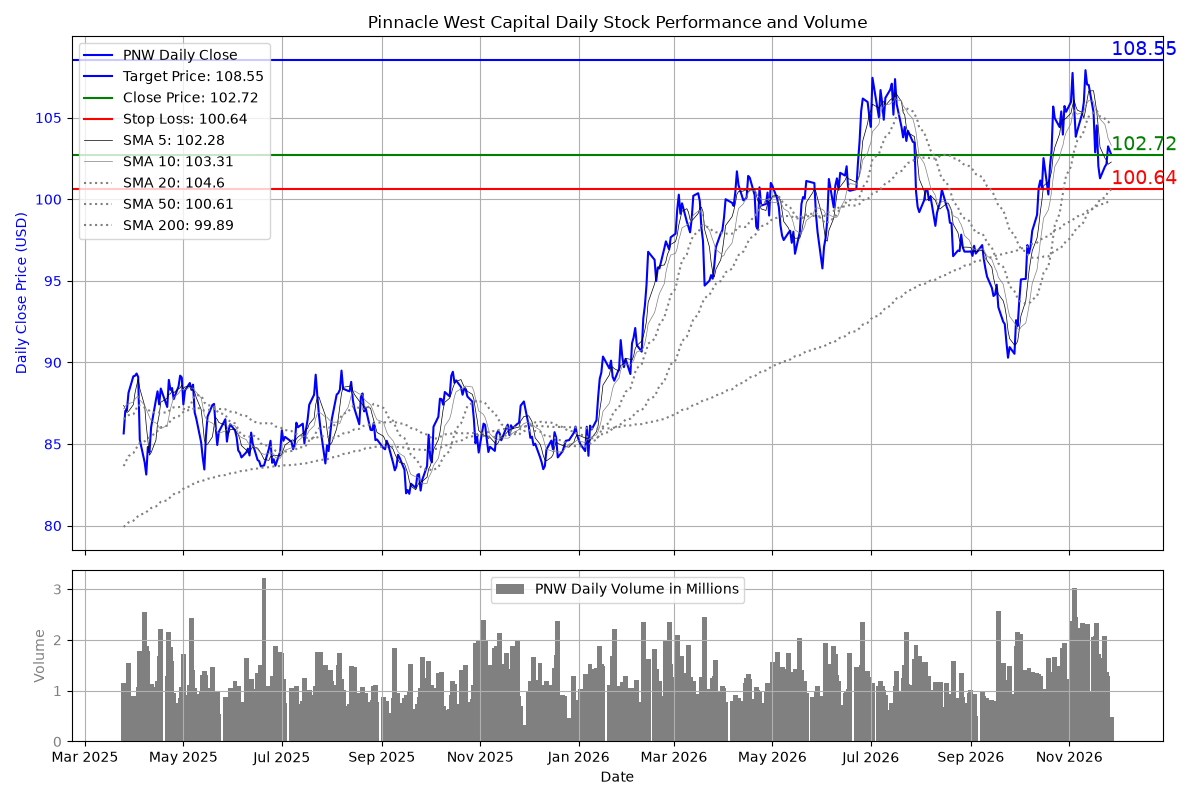 Pinnacle West Capital Daily Stock Performance and Volume
PNW Daily Close
Target Price: 108.55
Close Price: 102.72
Stop Loss: 100.64
SMA 5: 102.28
SMA 10: 103.31
SMA 20: 104.6
SMA 50: 100.61
SMA 200: 99.89
108.55
102.72
100.64
Daily Close Price (USD)
105
100
95
90
85
80
PNW Daily Volume in Millions
Volume
3
2
1
0
Mar 2025 May 2025 Jul 2025 Sep 2025 Nov 2025 Jan 2026 Mar 2026 May 2026 Jul 2026 Sep 2026 Nov 2026
Date